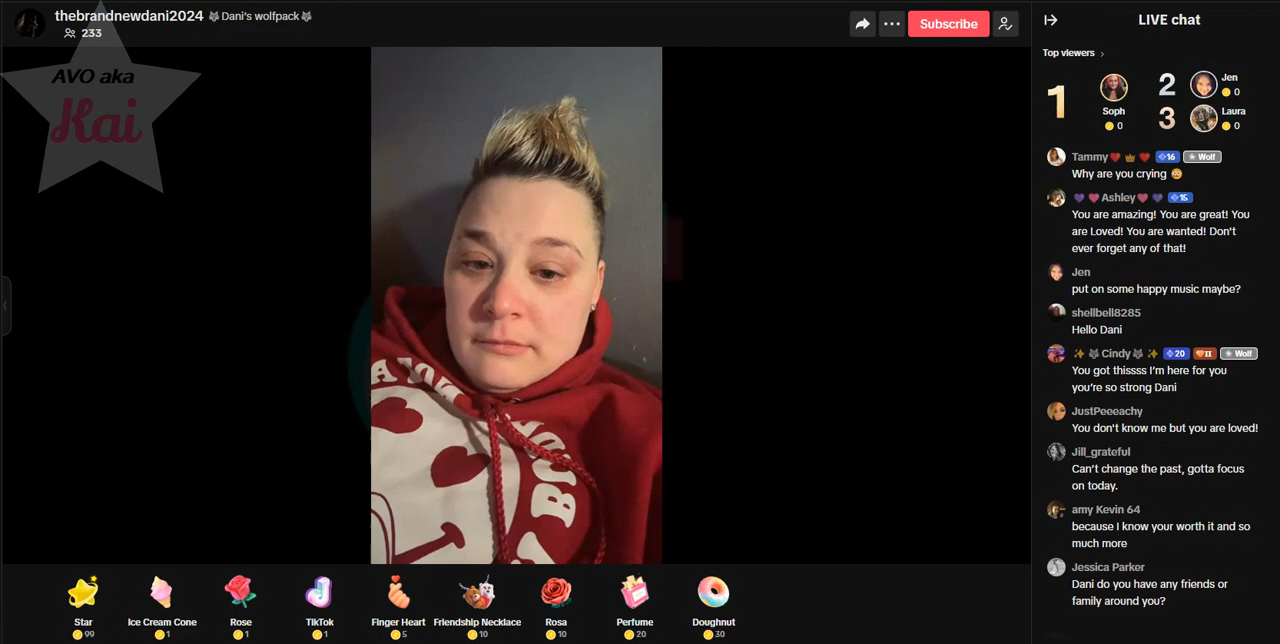 thebrandnewdani2024 🐺Dani's wolfpack🐺
233
Subscribe
AVO aka
Kai
LIVE chat
Top viewers >
1
Soph
0
2
Jen
0
3
Laura
0
Tammy❤️👑❤️ 16 Wolf
Why are you crying 😳
💜❤️Ashley❤️💜 15
You are amazing! You are great! You
are Loved! You are wanted! Don't
ever forget any of that!
Jen
put on some happy music maybe?
shellbell8285
Hello Dani
✨🐺Cindy🐺✨ 20 II Wolf
You got thissss I'm here for you
you're so strong Dani
JustPeeeachy
You don't know me but you are loved!
Jill_grateful
Can't change the past, gotta focus
on today.
amy Kevin 64
because I know your worth it and so
much more
Jessica Parker
Dani do you have any friends or
family around you?
Star
99
Ice Cream Cone
1
Rose
1
TikTok
1
Finger Heart
5
Friendship Necklace
10
Rosa
10
Perfume
20
Doughnut
30